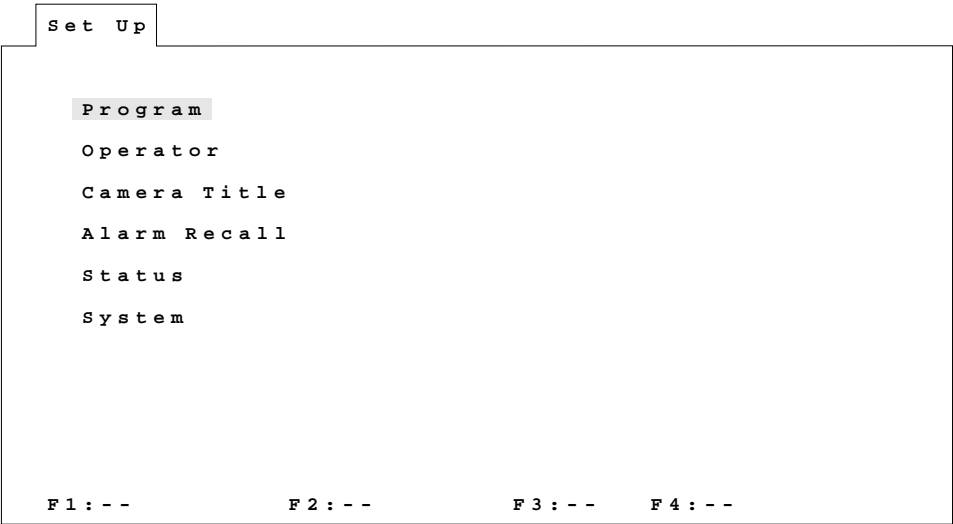 Set Up
Program
Operator
Camera Title
Alarm Recall
Status
System
F1:-- F2:-- F3:-- F4:--